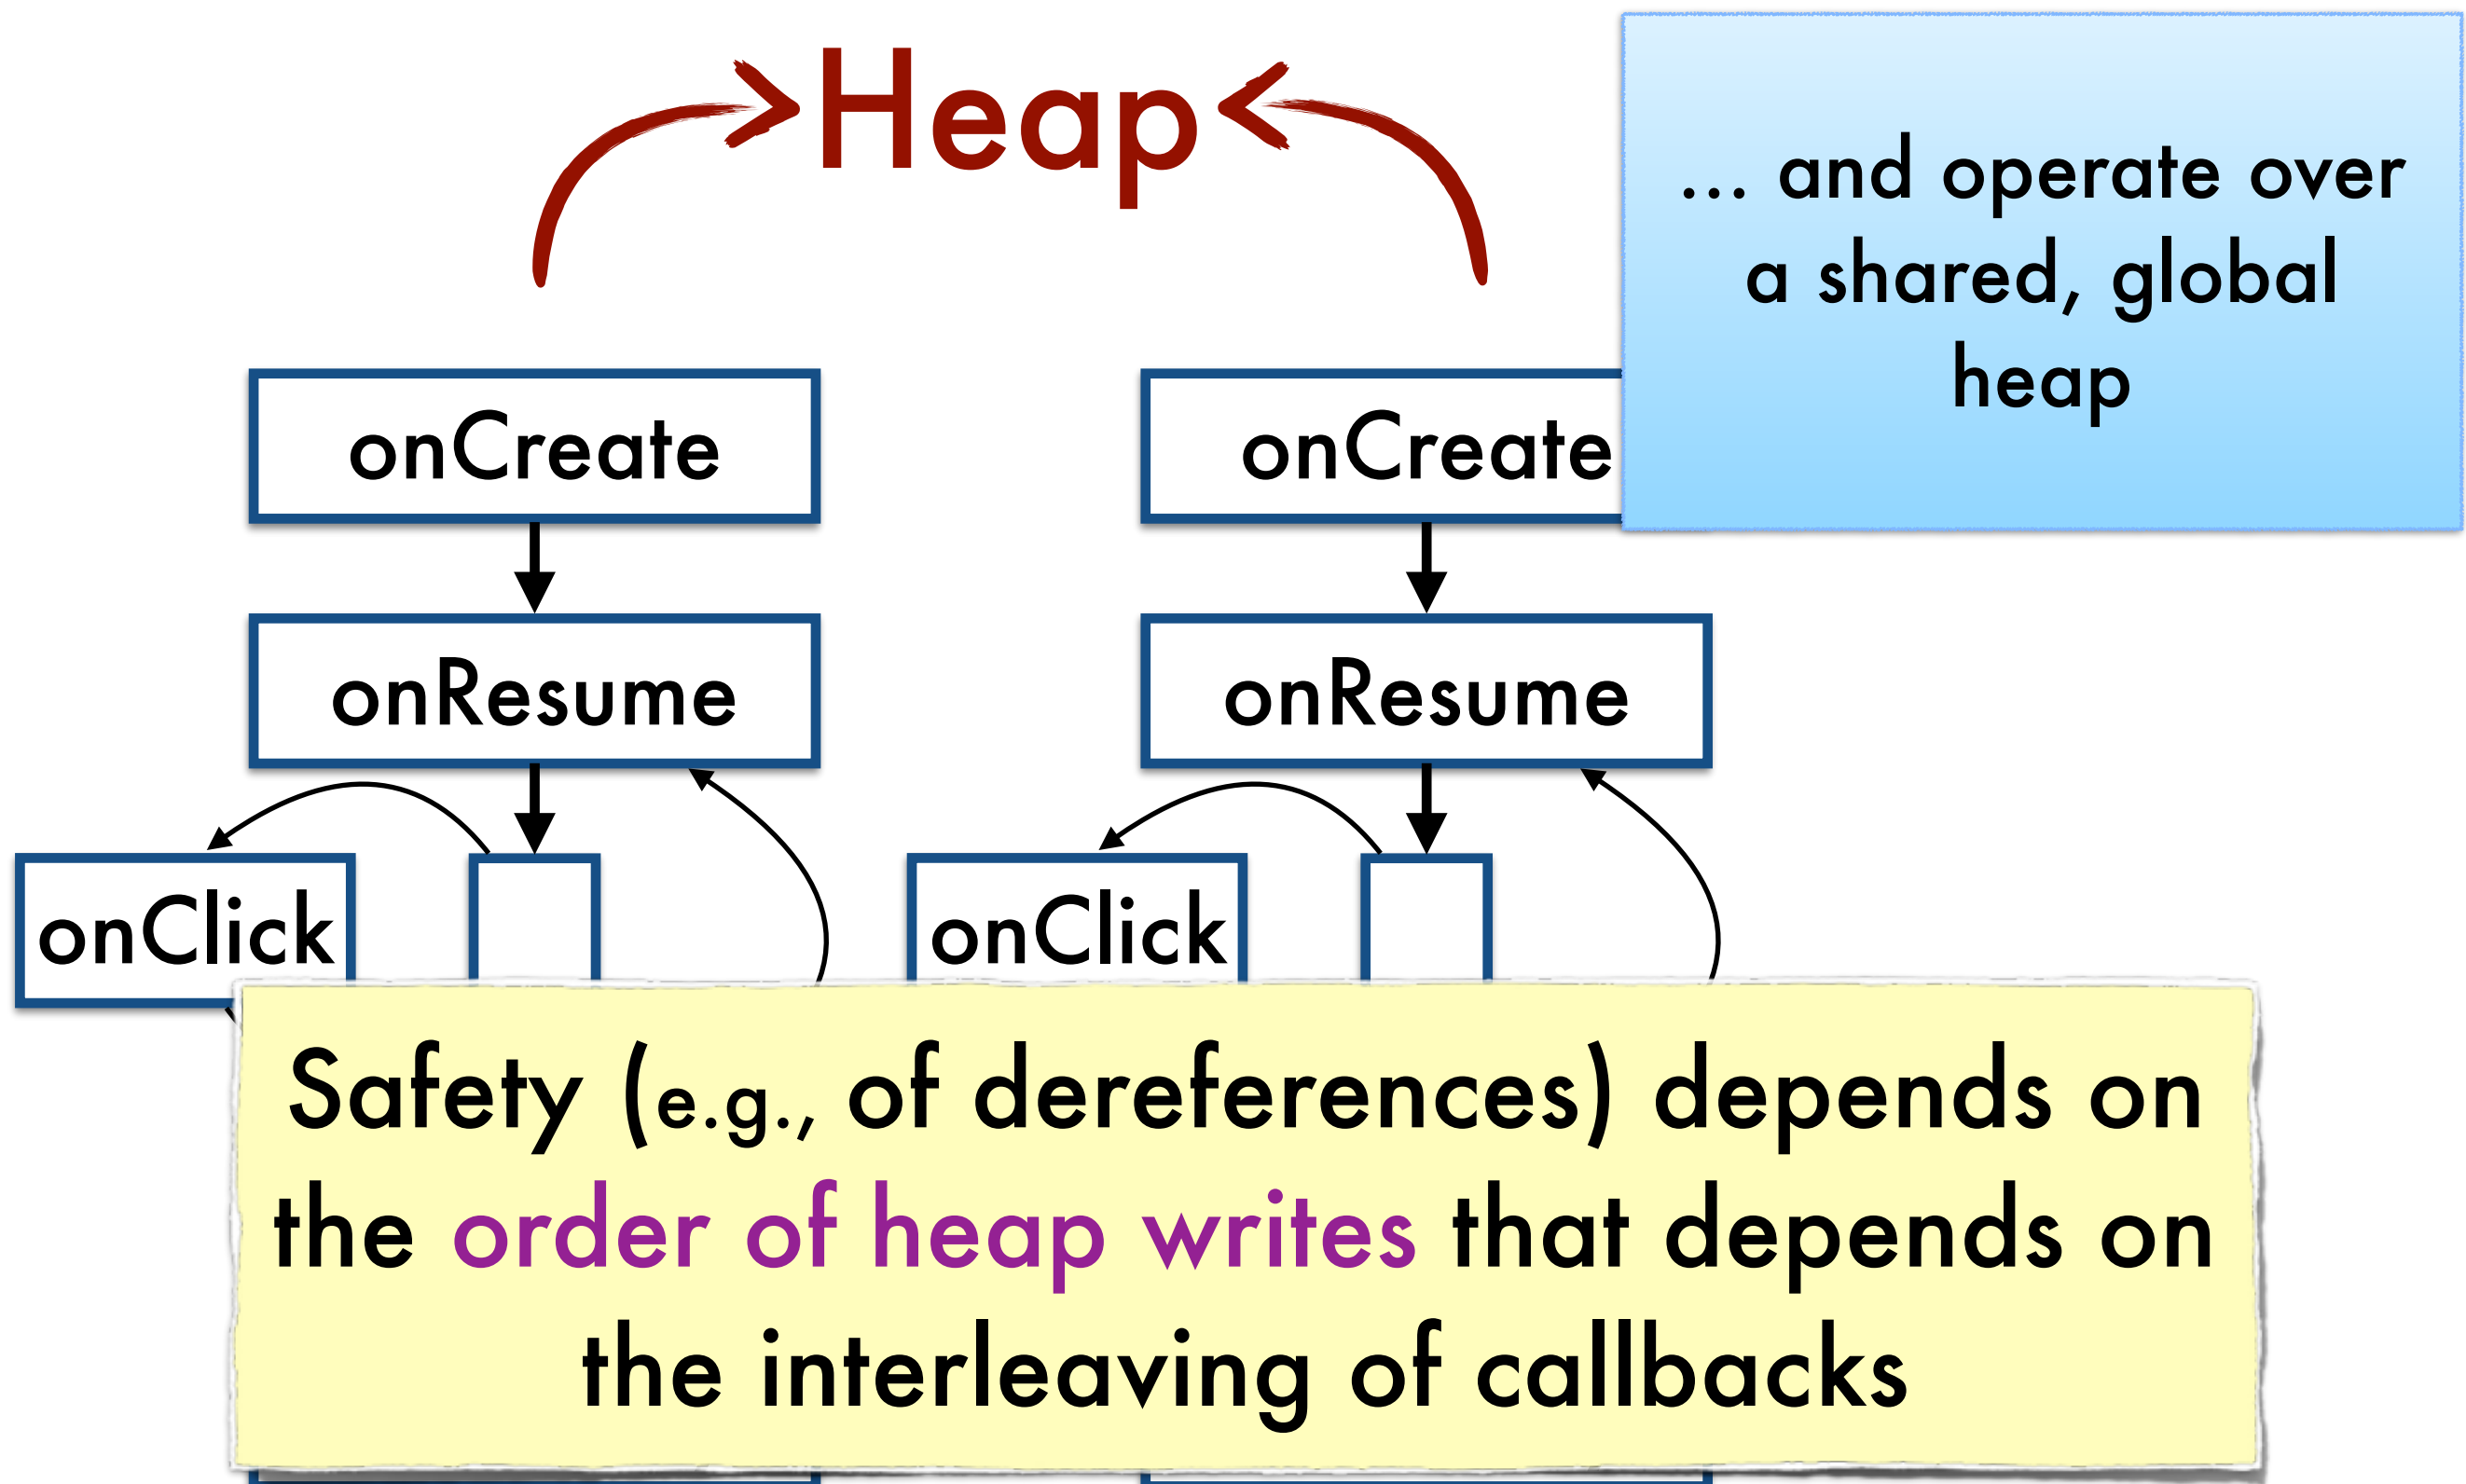 Heap
... and operate over
a shared, global
heap
onCreate
onCreate
onResume
onResume
onClick
onClick
Safety (e.g., of dereferences) depends on
the order of heap writes that depends on
the interleaving of callbacks